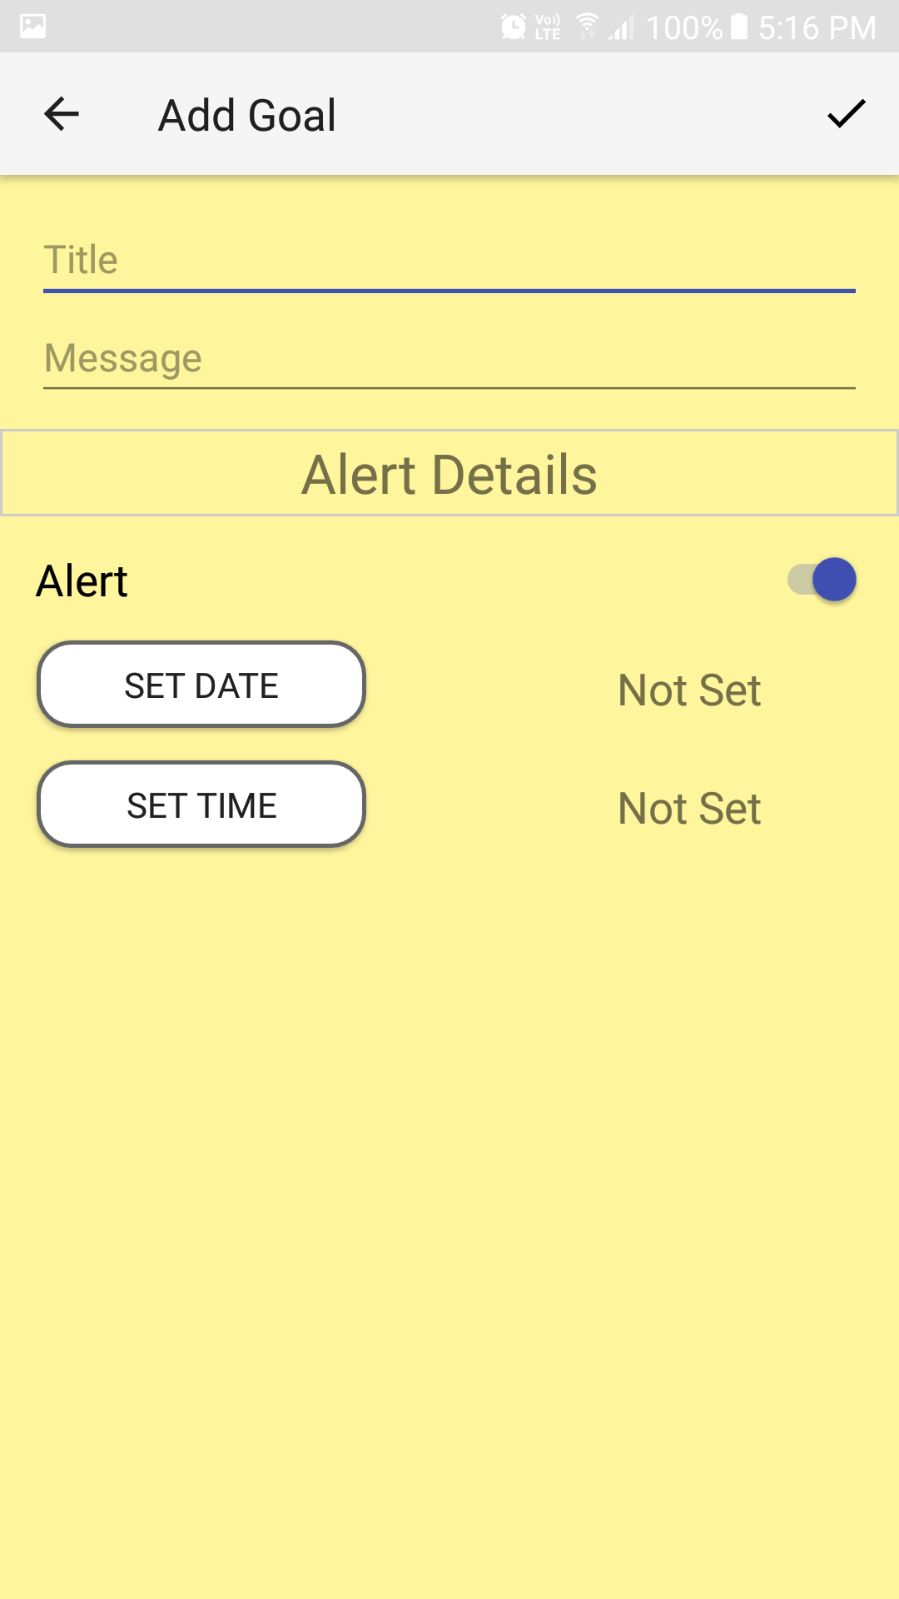 Vo)) LTE 100% 5:16 PM
Add Goal
Title
Message
Alert Details
Alert
SET DATE Not Set
SET TIME Not Set